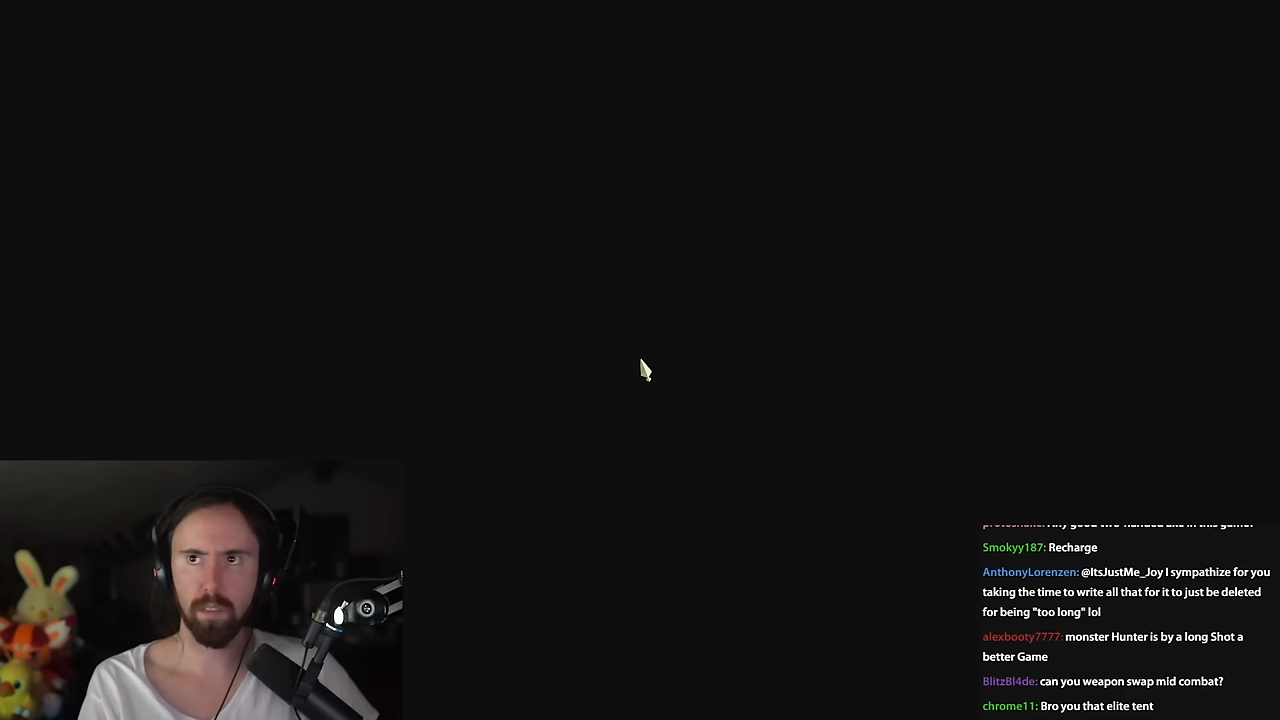 Smokyy187: Recharge
AnthonyLorenzen: @ItsJustMe_Joy I sympathize for you
taking the time to write all that for it to just be deleted
for being "too long" lol
alexbooty7777: monster Hunter is by a long Shot a
better Game
BlitzBl4de: can you weapon swap mid combat?
chrome11: Bro you that elite tent